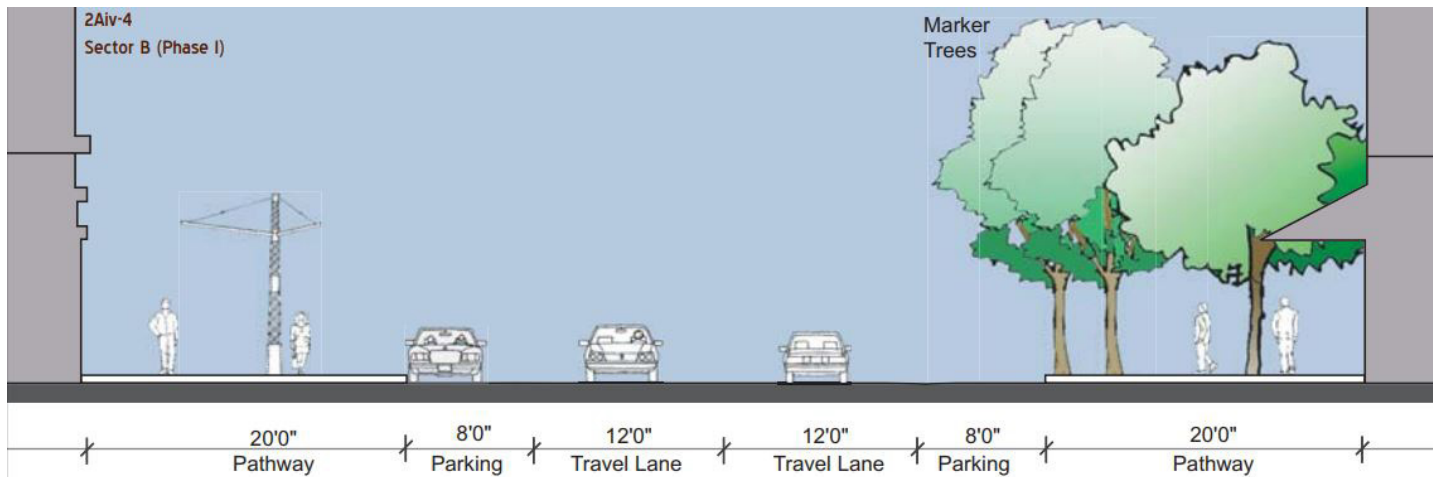 2Aiv-4
Sector B (Phase I)
Marker
Trees
20'0"
8'0"
12'0"
12'0"
8'0"
20'0"
Pathway
Parking
Travel Lane
Travel Lane
Parking
Pathway